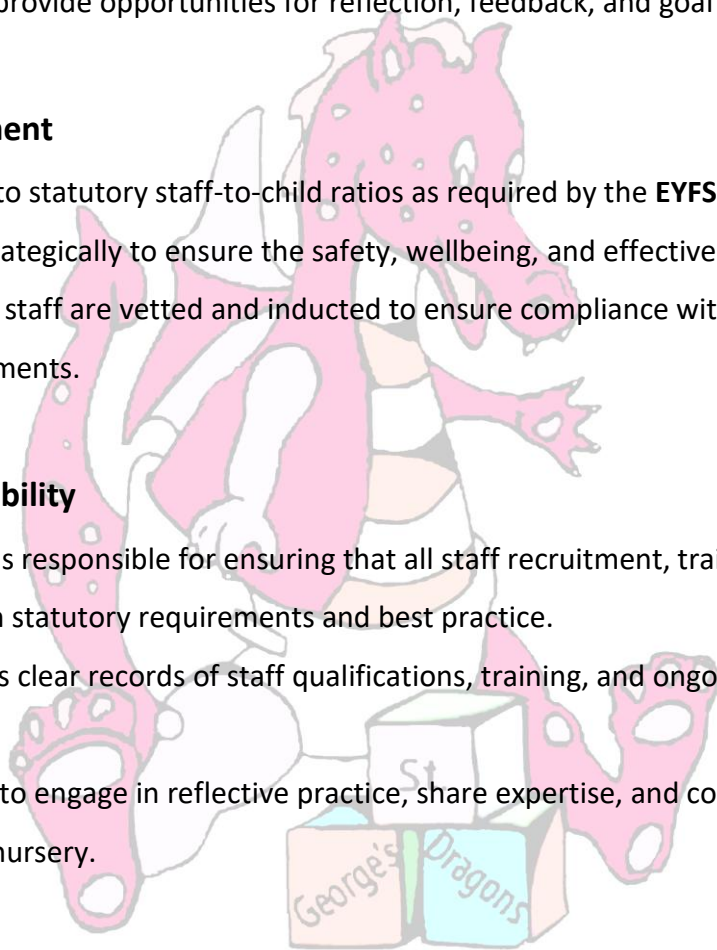 provide opportunities for reflection, feedback, and goal
ment
to statutory staff-to-child ratios as required by the EYFS
ategically to ensure the safety, wellbeing, and effective
staff are vetted and inducted to ensure compliance wit
ments.
bility
s responsible for ensuring that all staff recruitment, trai
n statutory requirements and best practice.
s clear records of staff qualifications, training, and ongo
to engage in reflective practice, share expertise, and co
nursery.
St.
George's Dragons